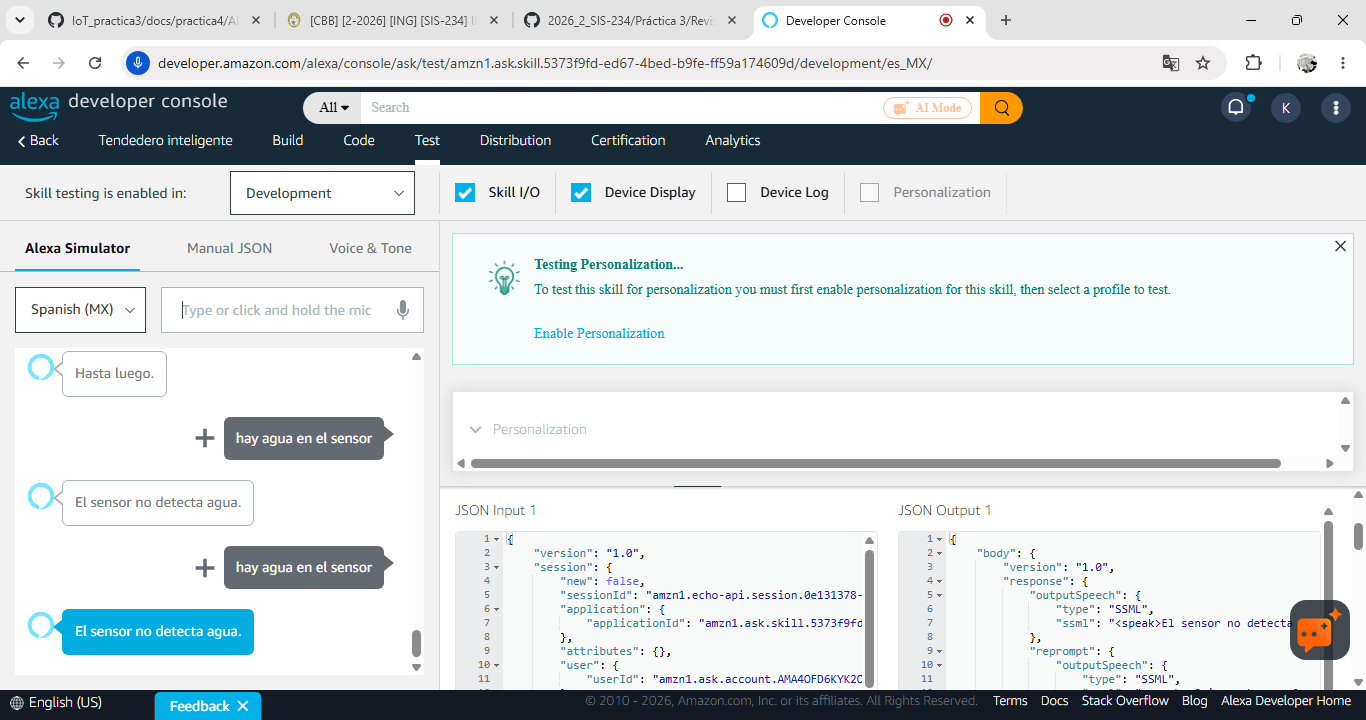 IoT_practica3/docs/practica4/Al
[CBB] [2-2026] [ING] [SIS-234] I
2026_2_SIS-234/Práctica 3/Revis
Developer Console
developer.amazon.com/alexa/console/ask/test/amzn1.ask.skill.5373f9fd-ed67-4bed-b9fe-ff59a174609d/development/es_MX/
alexa developer console
All
Search
AI Mode
K
Back
Tendedero inteligente
Build
Code
Test
Distribution
Certification
Analytics
Skill testing is enabled in:
Development
Skill I/O
Device Display
Device Log
Personalization
Alexa Simulator
Manual JSON
Voice & Tone
Spanish (MX)
Type or click and hold the mic
Hasta luego.
hay agua en el sensor
El sensor no detecta agua.
hay agua en el sensor
El sensor no detecta agua.
Testing Personalization...
To test this skill for personalization you must first enable personalization for this skill, then select a profile to test.
Enable Personalization
Personalization
JSON Input 1
1 {
2 "version": "1.0",
3 "session": {
4 "new": false,
5 "sessionId": "amzn1.echo-api.session.0e131378-
6 "application": {
7 "applicationId": "amzn1.ask.skill.5373f9fd
8 },
9 "attributes": {},
10 "user": {
11 "userId": "amzn1.ask.account.AMA4OFD6KYK2C
JSON Output 1
1 {
2 "body": {
3 "version": "1.0",
4 "response": {
5 "outputSpeech": {
6 "type": "SSML",
7 "ssml": "<speak>El sensor no detecta
8 },
9 "reprompt": {
10 "outputSpeech": {
11 "type": "SSML",
English (US)
Feedback
© 2010 - 2026, Amazon.com, Inc. or its affiliates. All Rights Reserved.
Terms
Docs
Stack Overflow
Blog
Alexa Developer Home